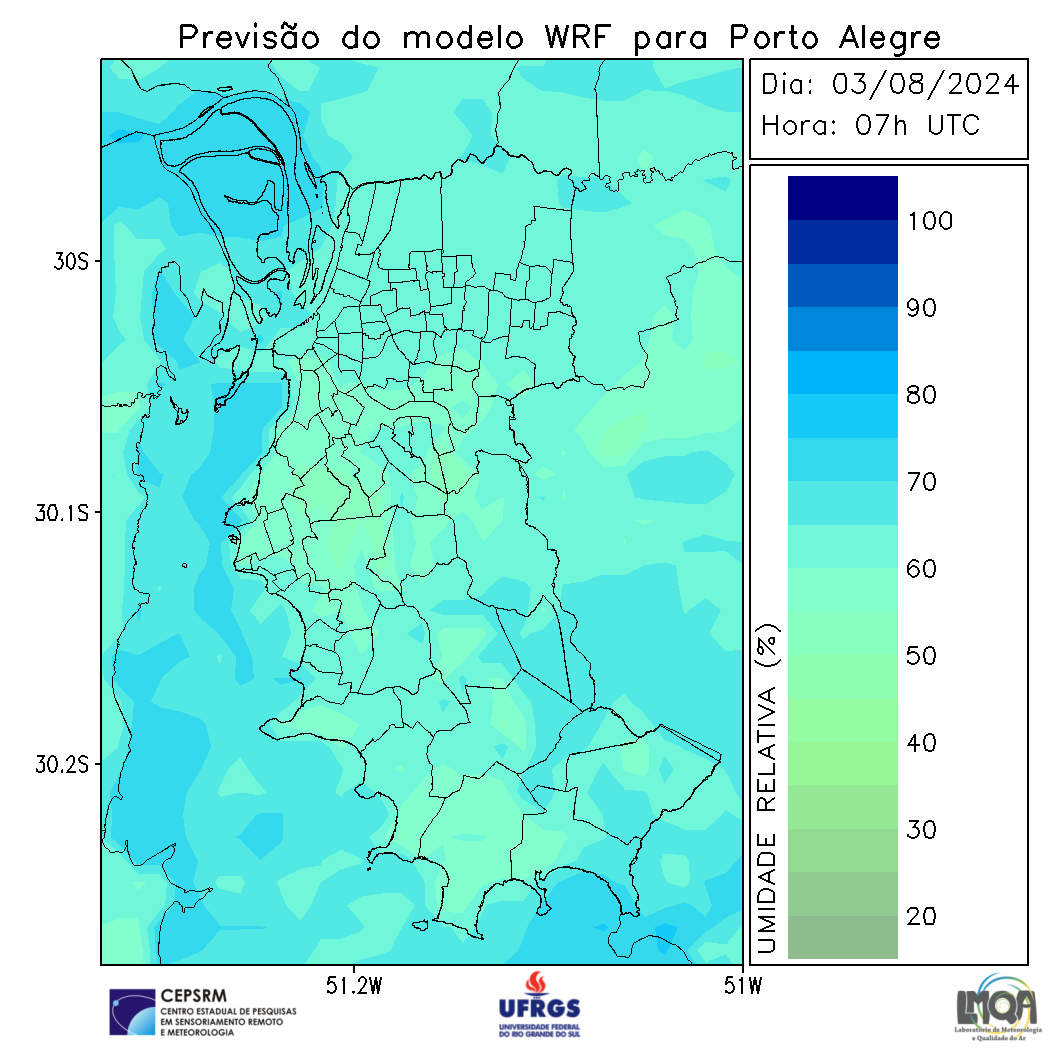 Previsão do modelo WRF para Porto Alegre
Dia: 03/08/2024
Hora: 07h UTC
100
90
80
70
60
50
40
30
20
UMIDADE RELATIVA (%)
30S
30.1S
30.2S
51.2W
51W
CEPSRM
CENTRO ESTADUAL DE PESQUISAS
EM SENSORIAMENTO REMOTO
E METEOROLOGIA
UFRGS
UNIVERSIDADE FEDERAL
DO RIO GRANDE DO SUL
LMQA
Laboratório de Meteorologia
e Qualidade do Ar